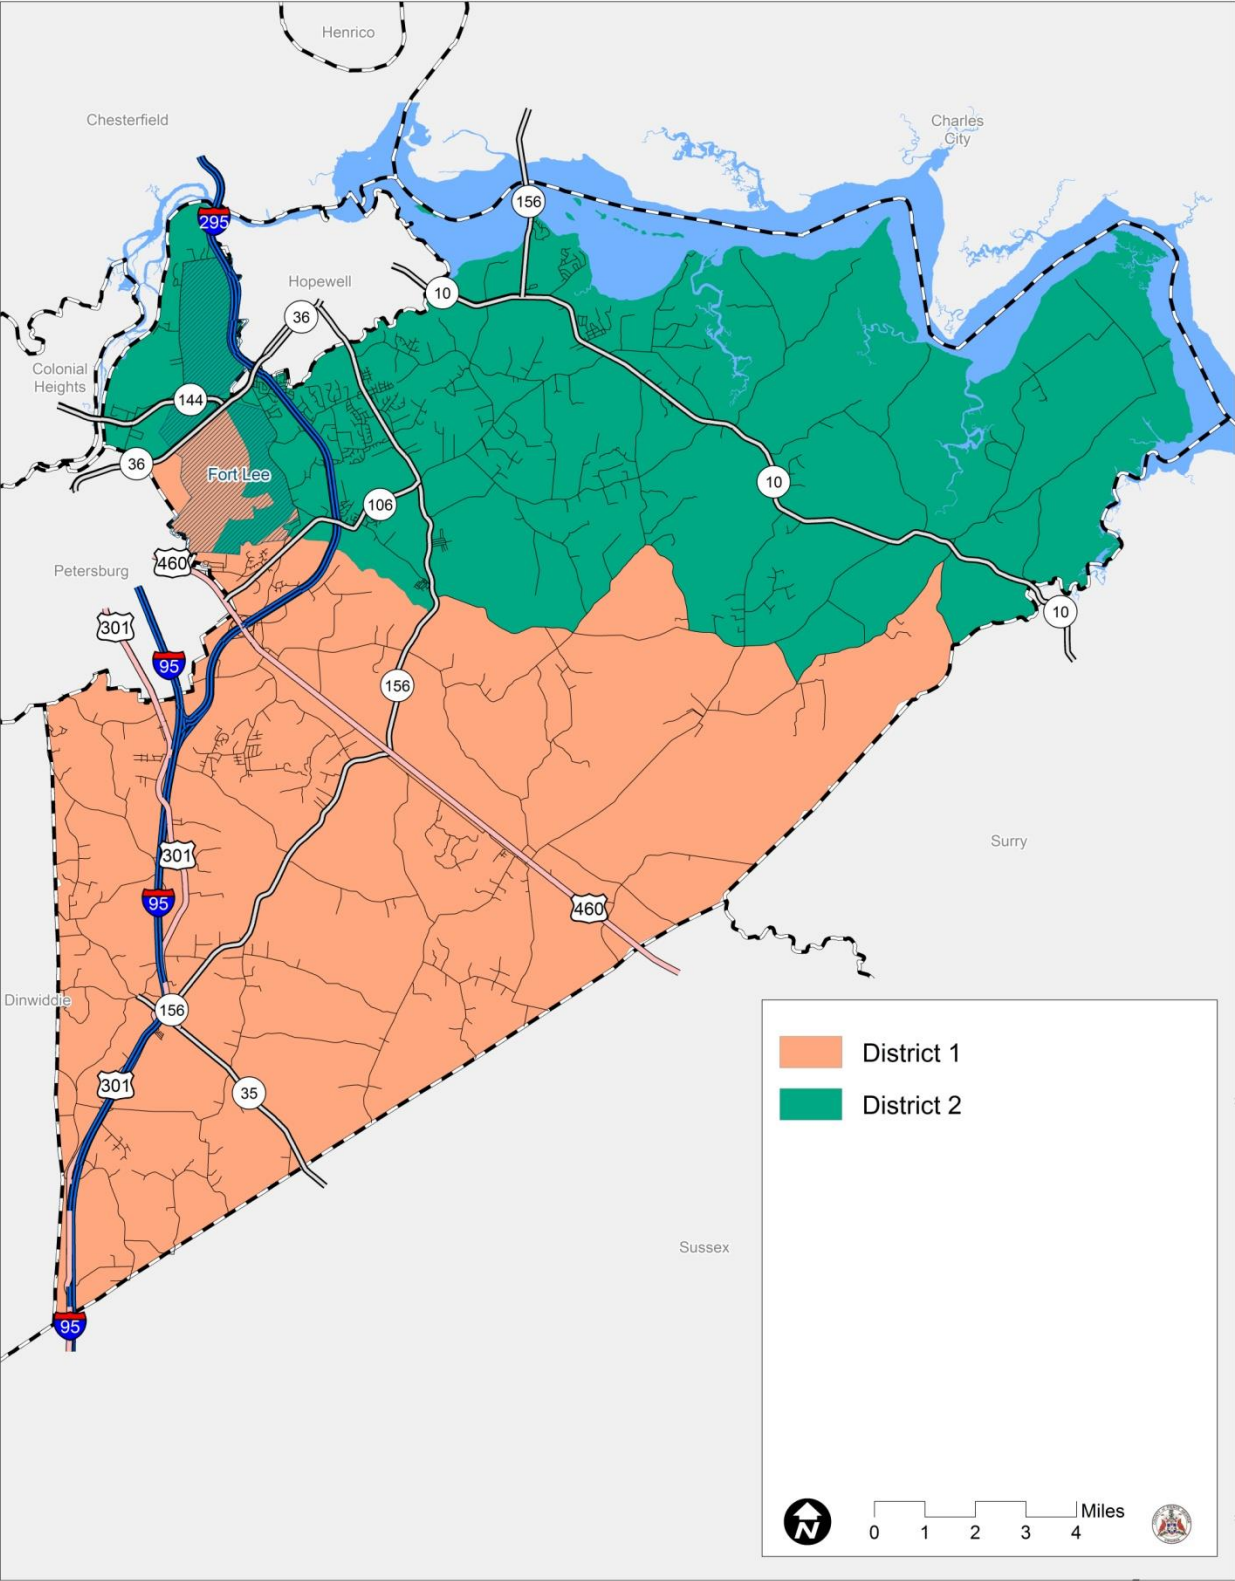 Henrico
Chesterfield
Charles
City
156
295
Hopewell
10
36
Colonial
Heights
144
36
Fort Lee
10
106
460
Petersburg
301
10
95
156
Surry
301
95
460
Dinwiddie
156
301
35
District 1
District 2
Sussex
95
N
Miles
0 1 2 3 4